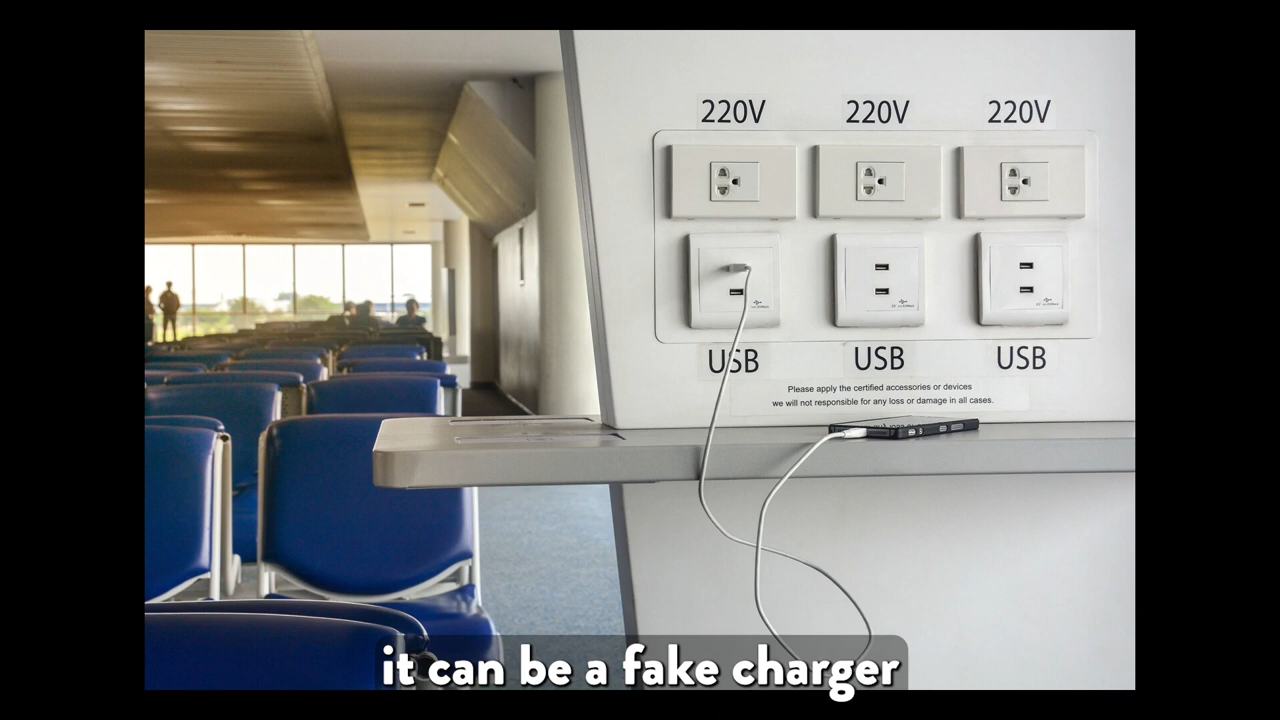 220V 220V 220V
USB USB USB
Please apply the certified accessories or devices
we will not responsible for any loss or damage in all cases.
it can be a fake charger